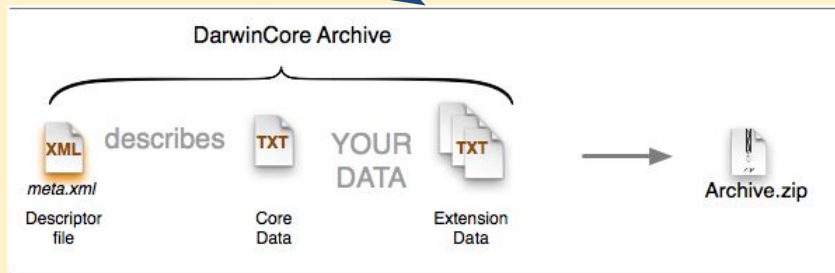 DarwinCore Archive
XML
describes
TXT
YOUR
DATA
TXT
meta.xml
Archive.zip
Descriptor
file
Core
Data
Extension
Data